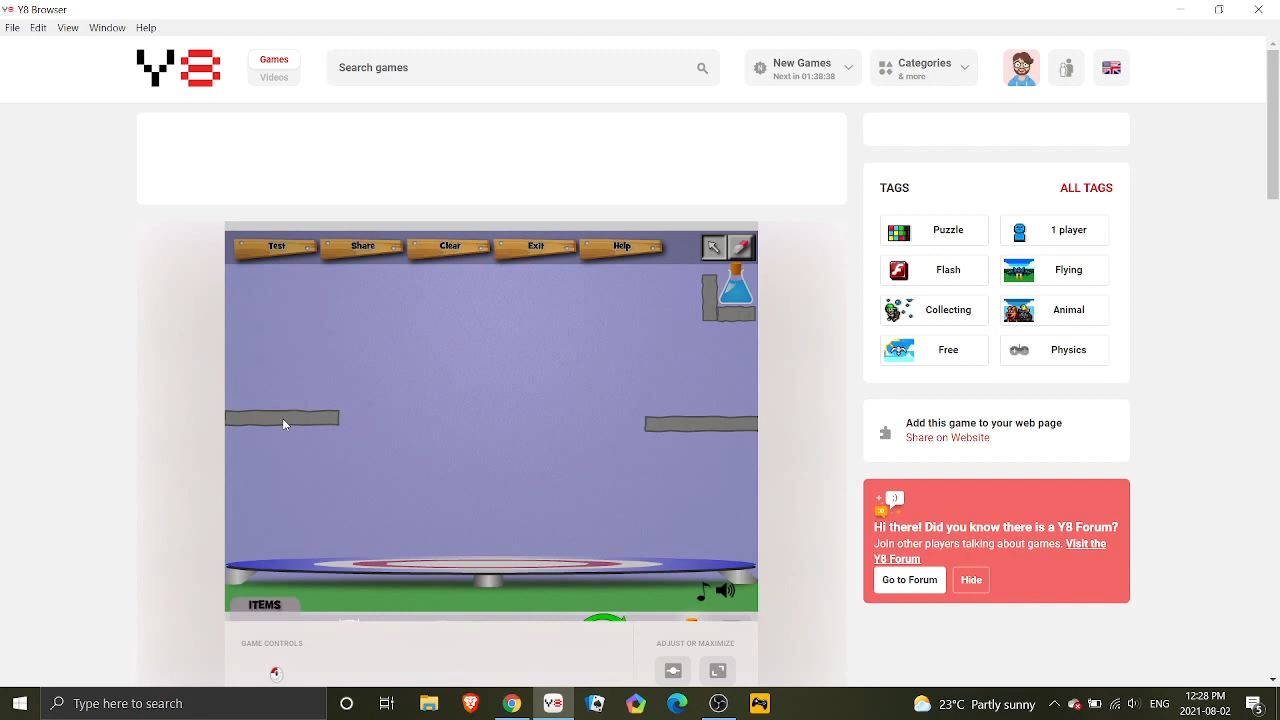 Y8 Browser
File Edit View Window Help
Y8
Games
Videos
Search games
New Games
Next in 01:38:38
Categories
& more
TAGS
ALL TAGS
Puzzle
1 player
Flash
Flying
Collecting
Animal
Free
Physics
Add this game to your web page
Share on Website
Hi there! Did you know there is a Y8 Forum?
Join other players talking about games. Visit the
Y8 Forum
Go to Forum
Hide
Test
Share
Clear
Exit
Help
ITEMS
GAME CONTROLS
ADJUST OR MAXIMIZE
Type here to search
23°C Partly sunny
ENG
12:28 PM
2021-08-02